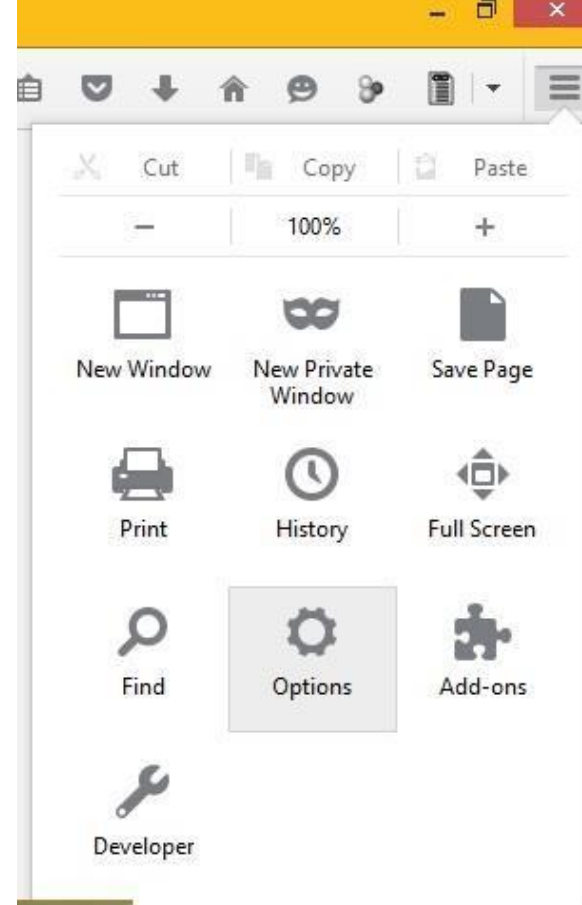 Cut Copy Paste
− 100% +
New Window New Private Window Save Page
Print History Full Screen
Find Options Add-ons
Developer